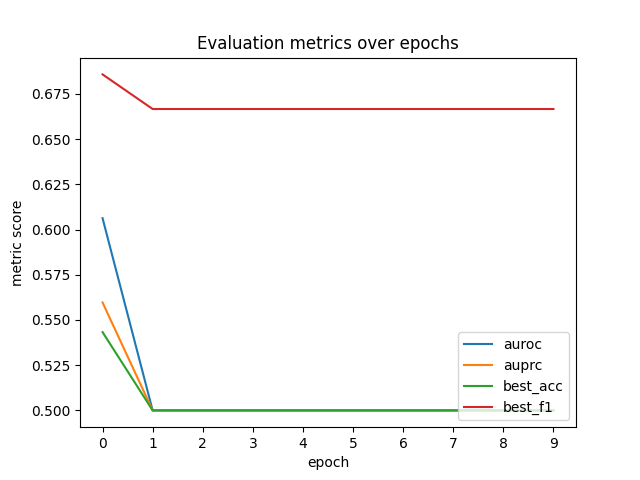 Evaluation metrics over epochs
metric score
0.675
0.650
0.625
0.600
0.575
0.550
0.525
0.500
auroc
auprc
best_acc
best_f1
0 1 2 3 4 5 6 7 8 9
epoch